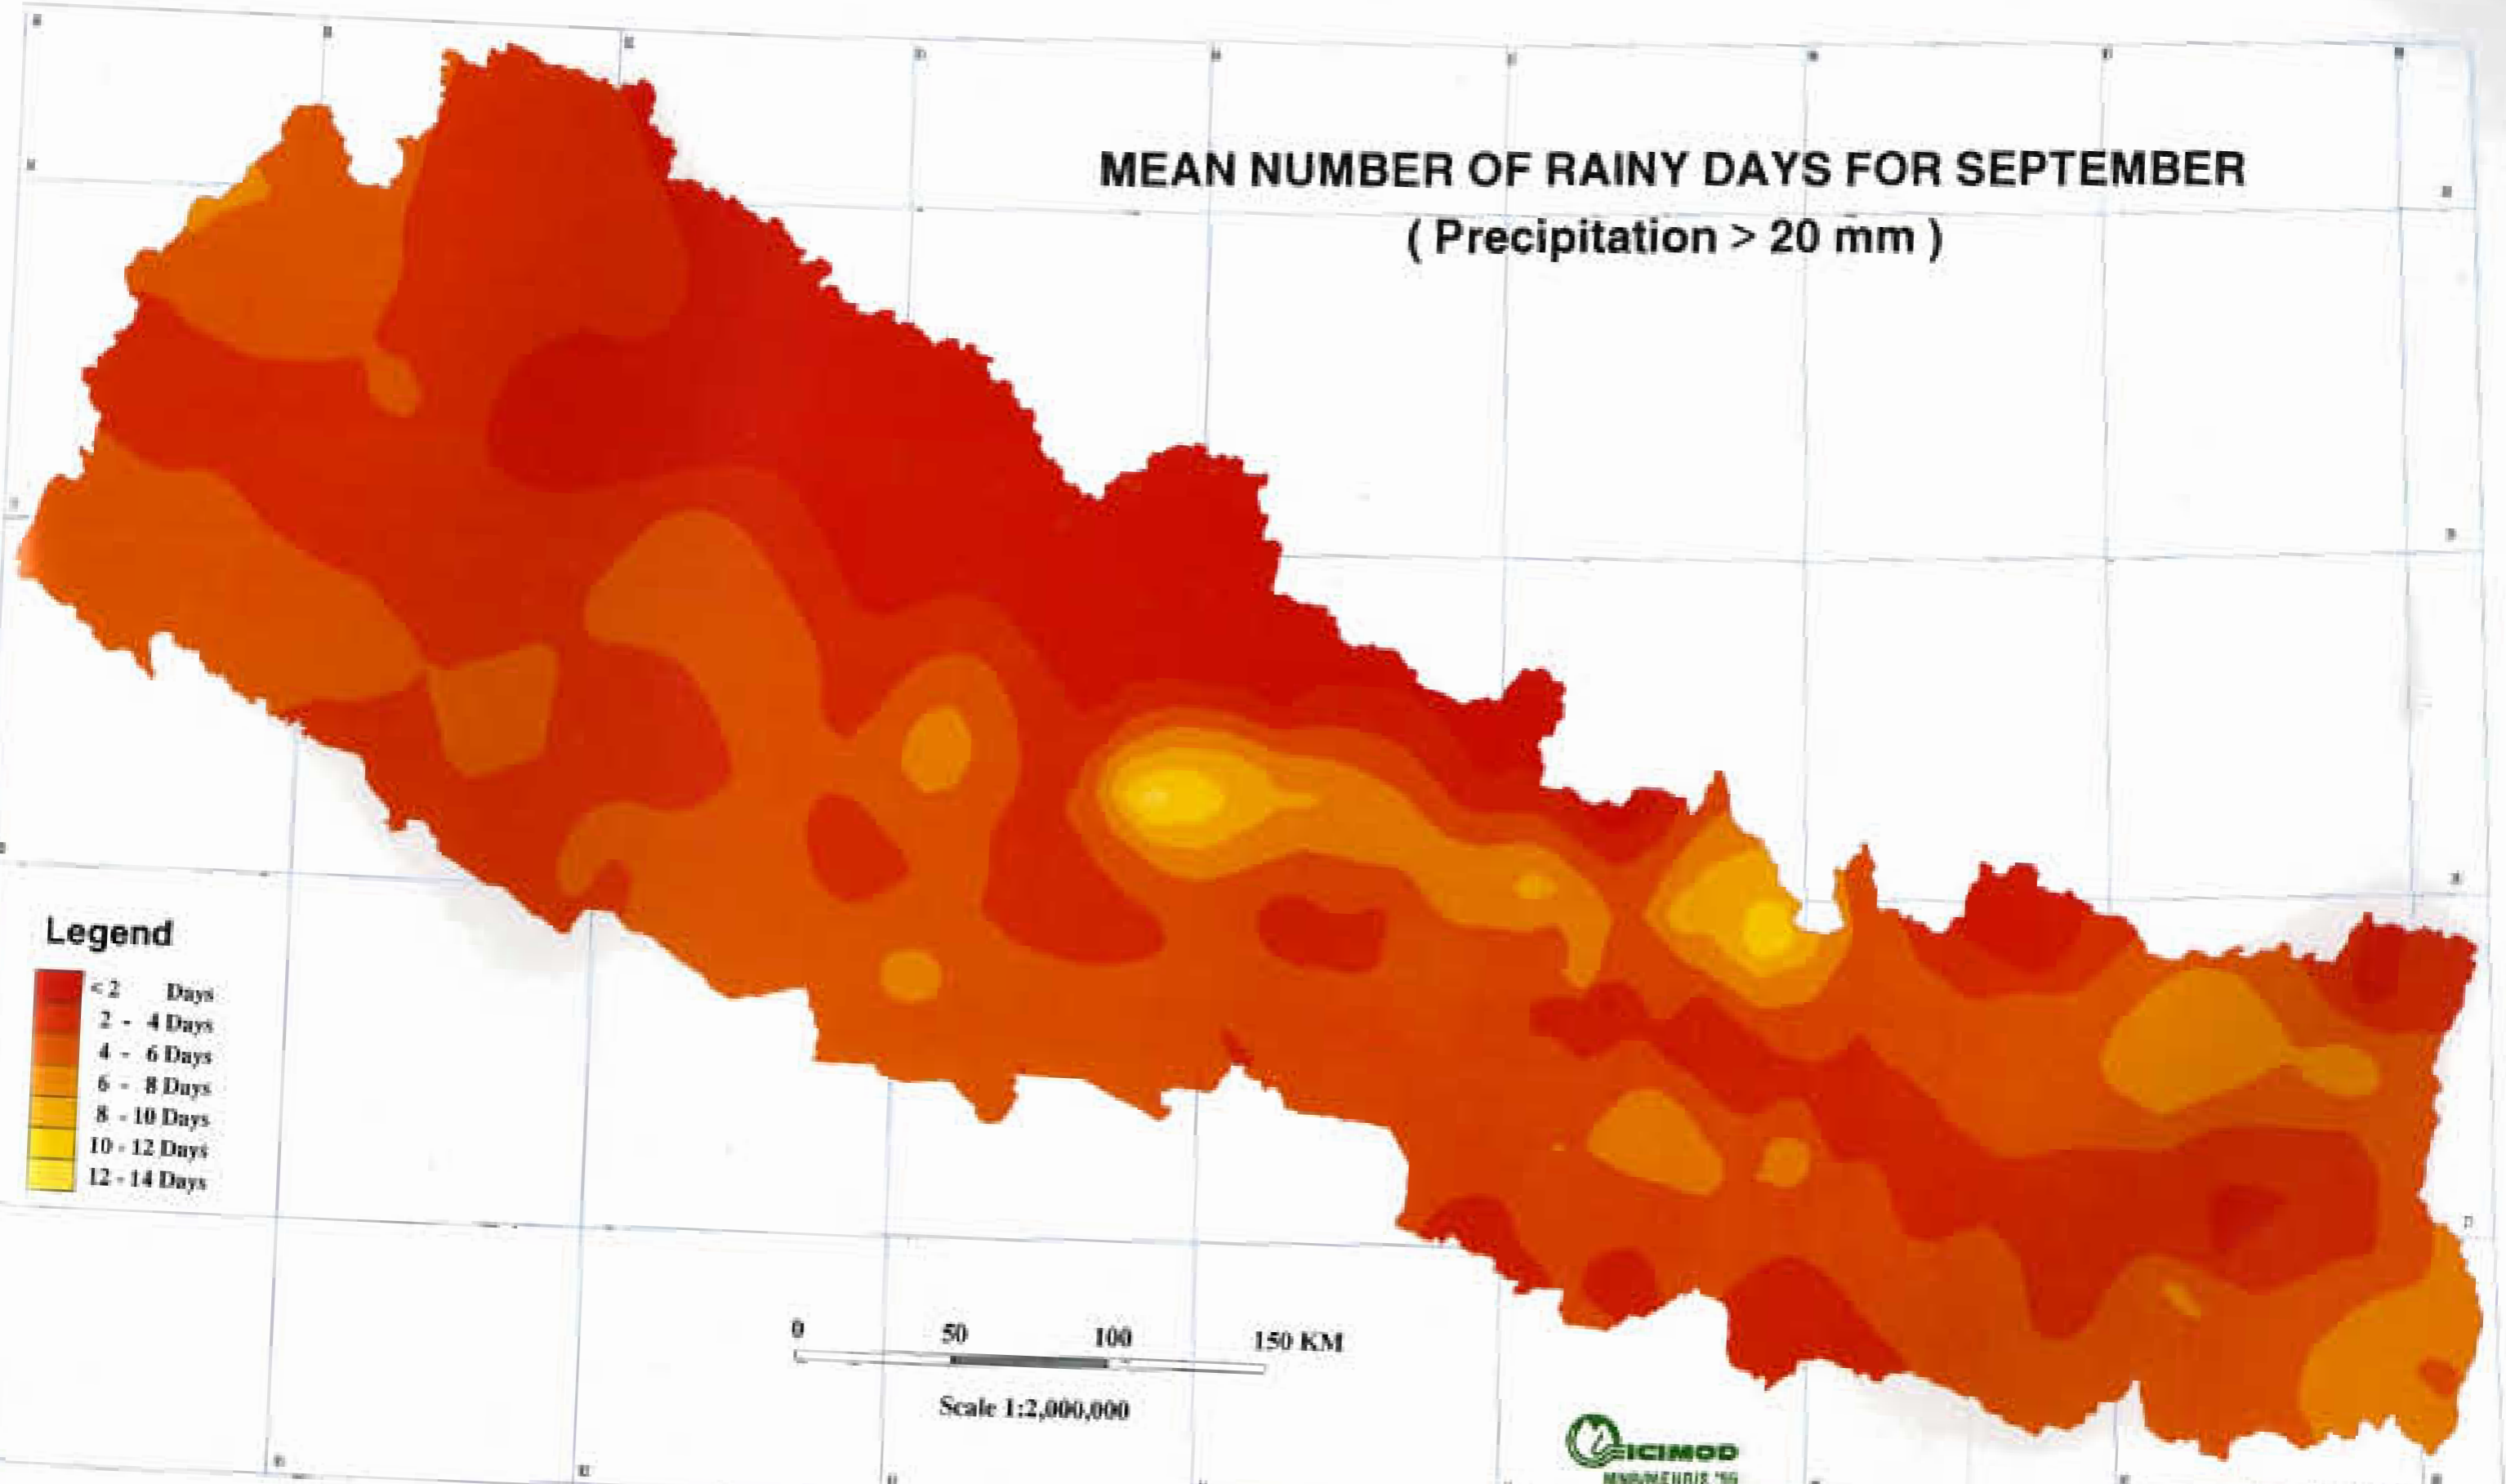 MEAN NUMBER OF RAINY DAYS FOR SEPTEMBER
( Precipitation > 20 mm )
Legend
< 2 Days
2 - 4 Days
4 - 6 Days
6 - 8 Days
8 - 10 Days
10 - 12 Days
12 - 14 Days
0 50 100 150 KM
Scale 1:2,000,000
ICIMOD